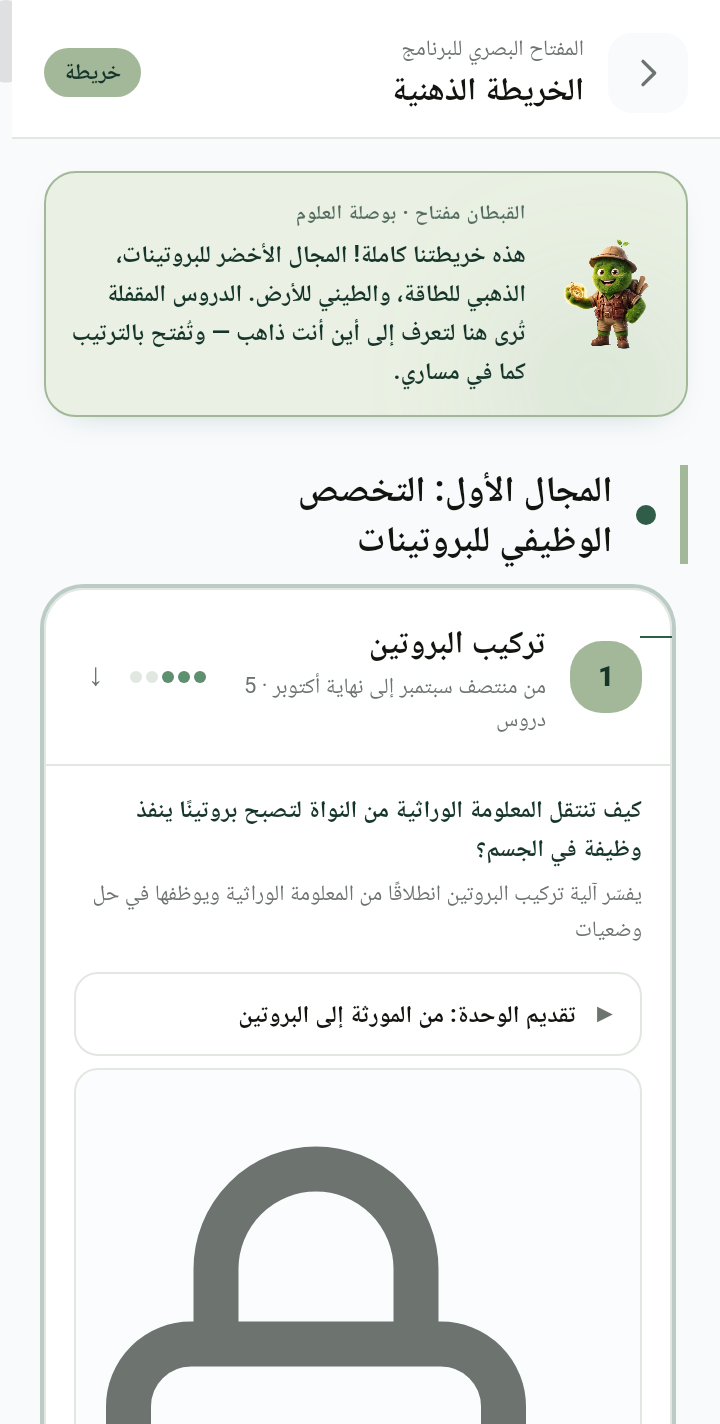 المفتاح البصري للبرنامج
الخريطة الذهنية
خريطة
القبطان مفتاح · بوصلة العلوم
هذه خريطتنا كاملة! المجال الأخضر للبروتينات،
الذهبي للطاقة، والطيني للأرض. الدروس المقفلة
تُرى هنا لتعرف إلى أين أنت ذاهب — وتُفتح بالترتيب
كما في مساري.
المجال الأول: التخصص
الوظيفي للبروتينات
1
تركيب البروتين
من منتصف سبتمبر إلى نهاية أكتوبر · 5
دروس
كيف تنتقل المعلومة الوراثية من النواة لتصبح بروتينًا ينفذ
وظيفة في الجسم؟
يفسّر آلية تركيب البروتين انطلاقًا من المعلومة الوراثية ويوظفها في حل
وضعيات
تقديم الوحدة: من المورثة إلى البروتين